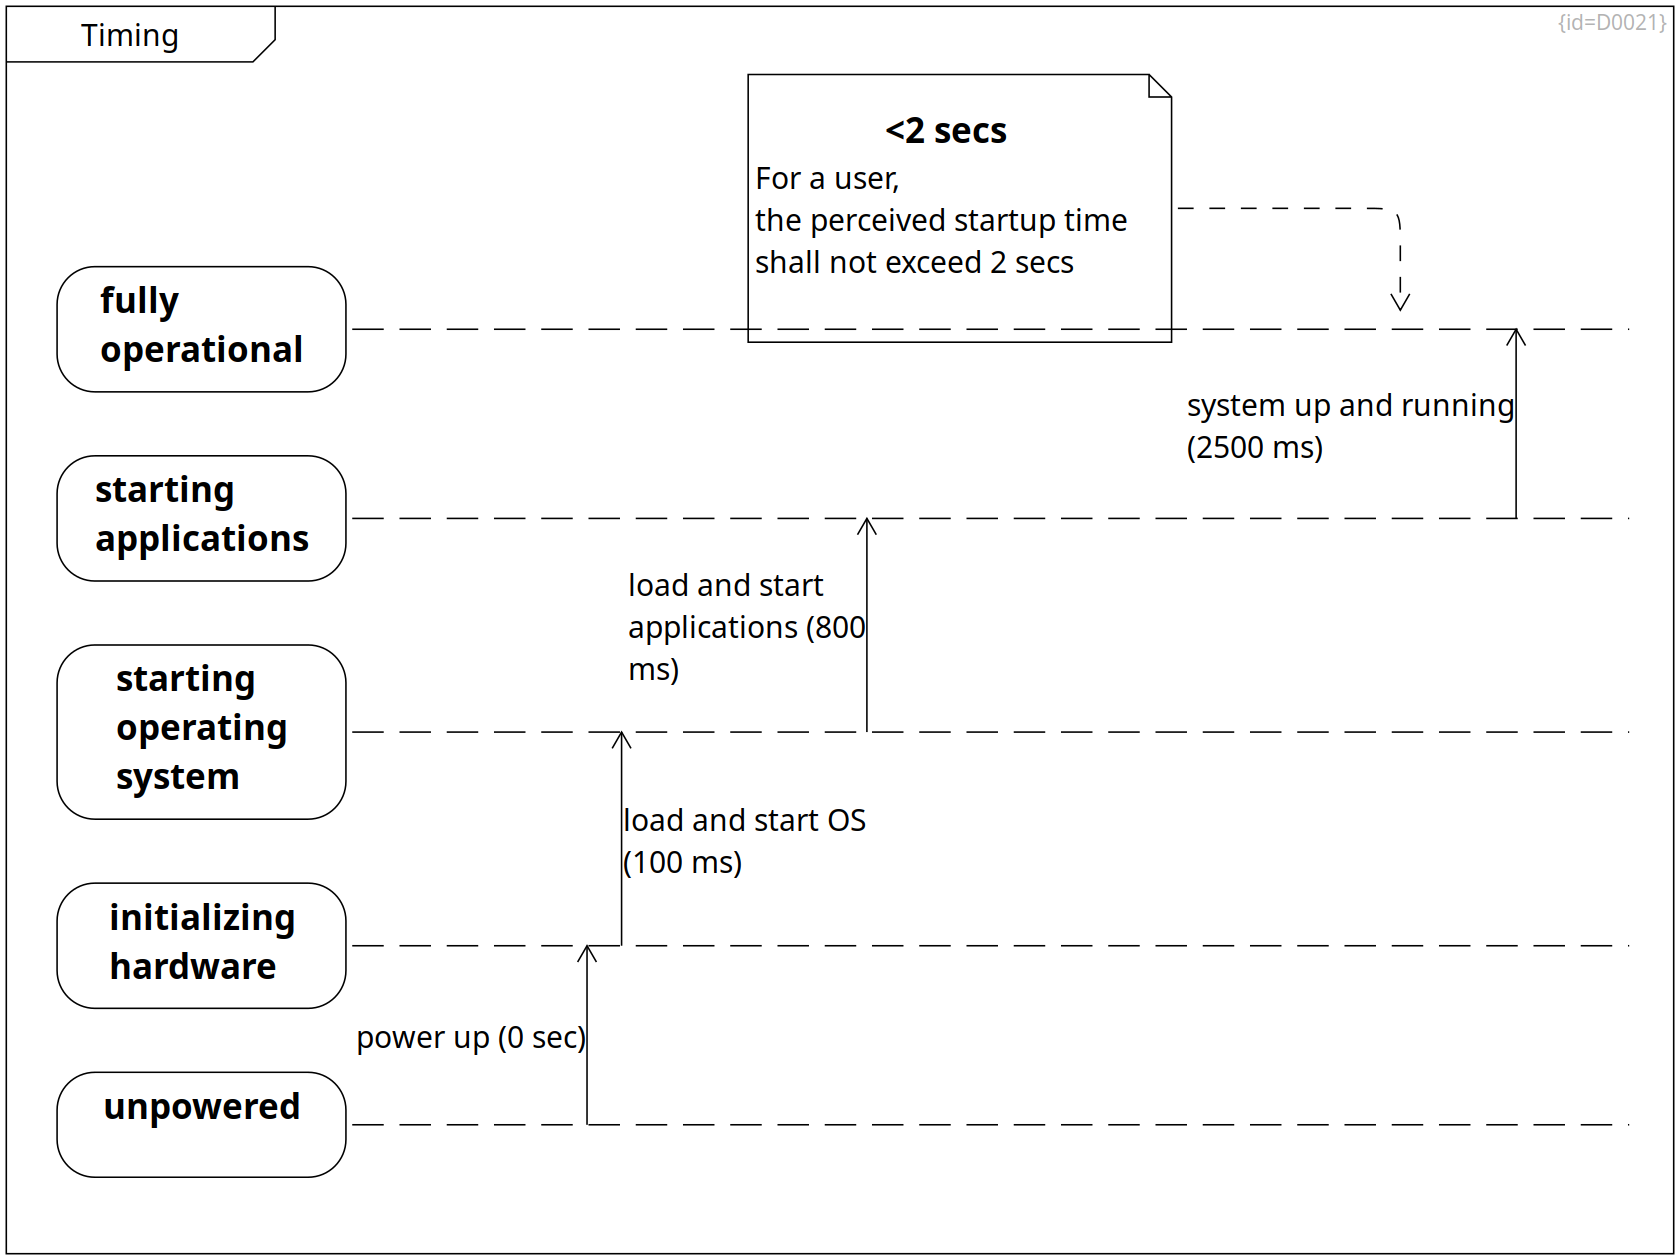 Timing
{id=D0021}
<2 secs
For a user,
the perceived startup time
shall not exceed 2 secs
fully
operational
system up and running
(2500 ms)
starting
applications
load and start
applications (800
ms)
starting
operating
system
load and start OS
(100 ms)
initializing
hardware
power up (0 sec)
unpowered